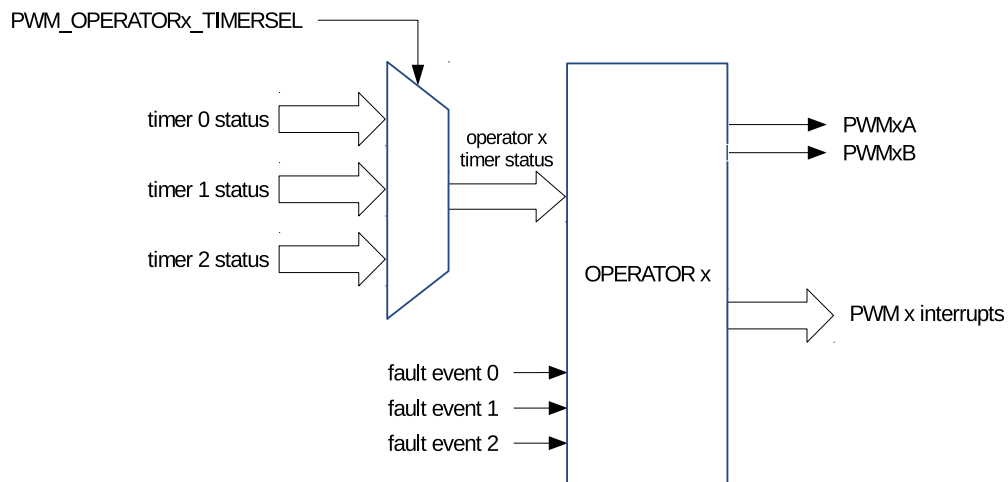 PWM_OPERATORx_TIMERSEL
timer 0 status
timer 1 status
timer 2 status
operator x
timer status
PWMxA
PWMxB
OPERATOR x
PWM x interrupts
fault event 0
fault event 1
fault event 2